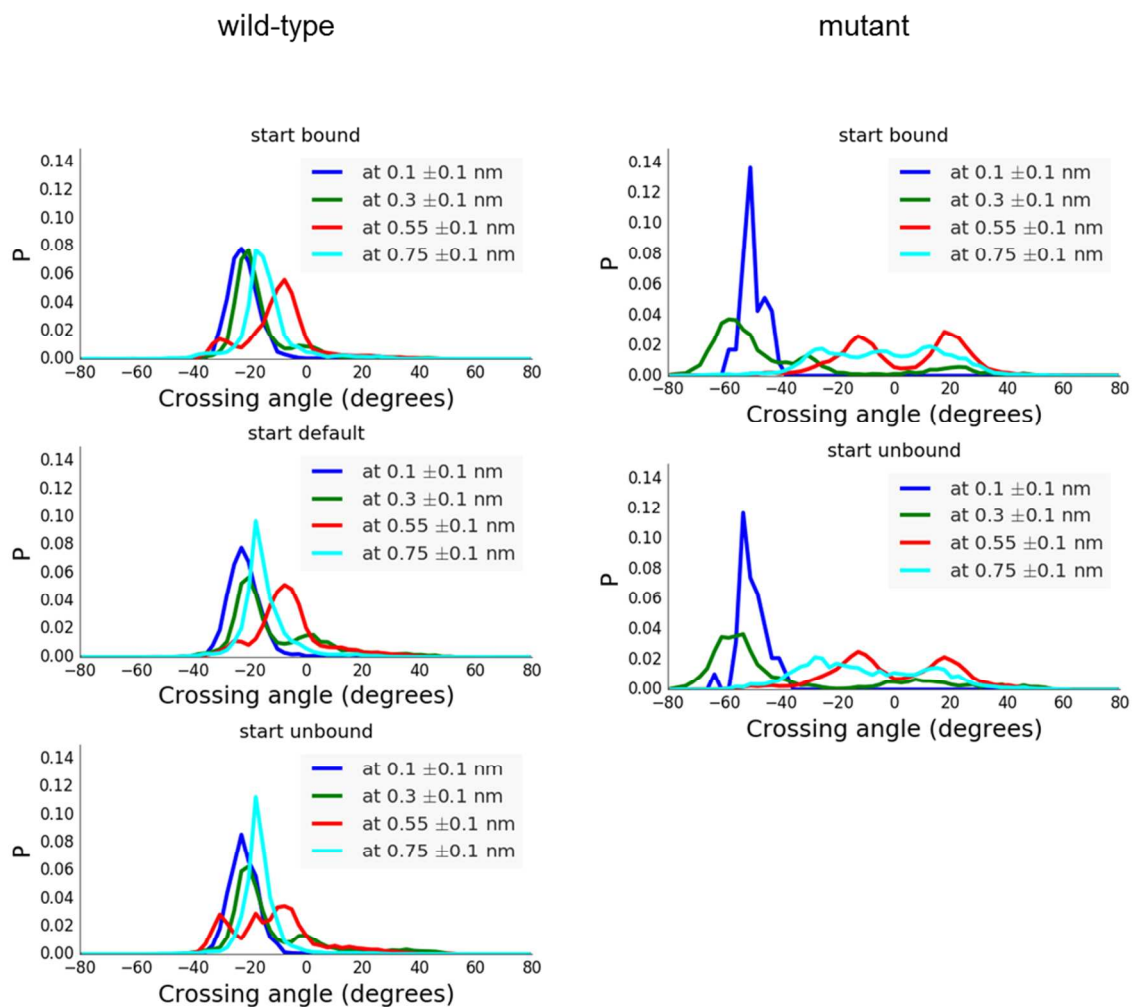 wild-type
mutant
start bound
0.14
0.12
0.10
0.08
0.06
0.04
0.02
0.00
P
at 0.1 ±0.1 nm
at 0.3 ±0.1 nm
at 0.55 ±0.1 nm
at 0.75 ±0.1 nm
−80 −60 −40 −20 0 20 40 60 80
Crossing angle (degrees)
start default
0.14
0.12
0.10
0.08
0.06
0.04
0.02
0.00
P
at 0.1 ±0.1 nm
at 0.3 ±0.1 nm
at 0.55 ±0.1 nm
at 0.75 ±0.1 nm
−80 −60 −40 −20 0 20 40 60 80
Crossing angle (degrees)
start unbound
0.14
0.12
0.10
0.08
0.06
0.04
0.02
0.00
P
at 0.1 ±0.1 nm
at 0.3 ±0.1 nm
at 0.55 ±0.1 nm
at 0.75 ±0.1 nm
−80 −60 −40 −20 0 20 40 60 80
Crossing angle (degrees)
start bound
0.14
0.12
0.10
0.08
0.06
0.04
0.02
0.00
P
at 0.1 ±0.1 nm
at 0.3 ±0.1 nm
at 0.55 ±0.1 nm
at 0.75 ±0.1 nm
−80 −60 −40 −20 0 20 40 60 80
Crossing angle (degrees)
start unbound
0.14
0.12
0.10
0.08
0.06
0.04
0.02
0.00
P
at 0.1 ±0.1 nm
at 0.3 ±0.1 nm
at 0.55 ±0.1 nm
at 0.75 ±0.1 nm
−80 −60 −40 −20 0 20 40 60 80
Crossing angle (degrees)